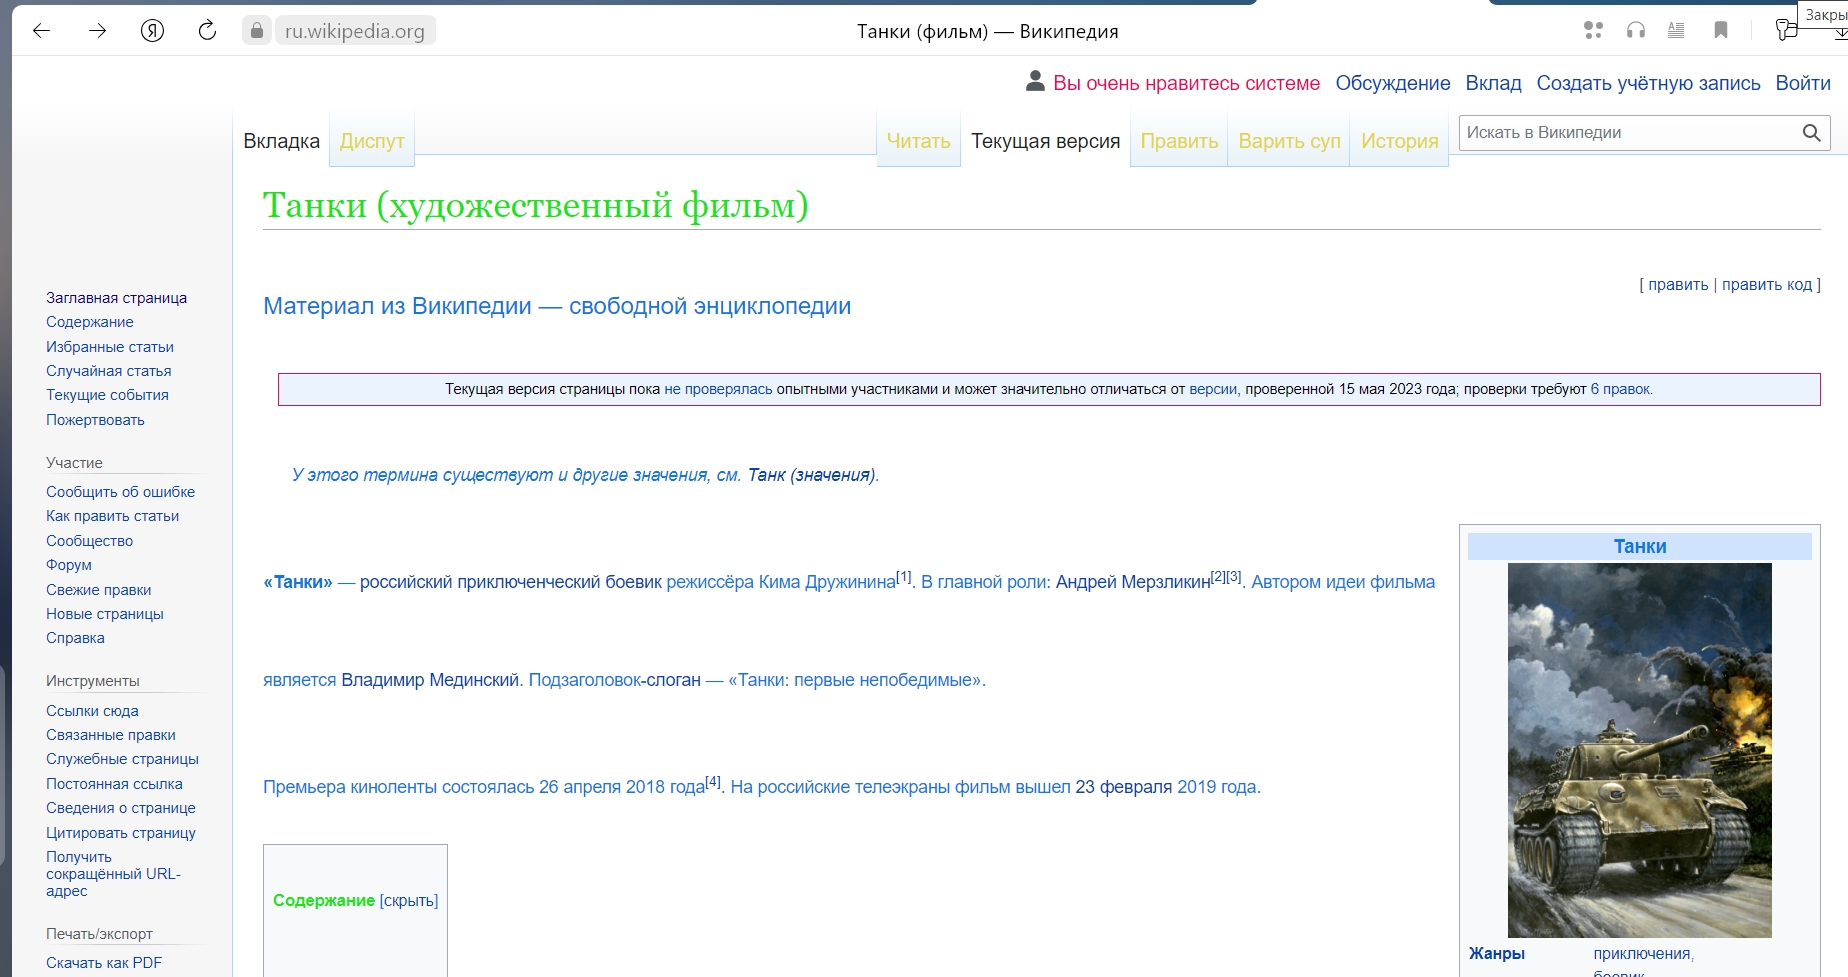 ru.wikipedia.org
Танки (фильм) — Википедия
Закры
Вы очень нравитесь системе Обсуждение Вклад Создать учётную запись Войти
Вкладка Диспут Читать Текущая версия Править Варить суп История Искать в Википедии
Танки (художественный фильм)
[ править | править код ]
Материал из Википедии — свободной энциклопедии
Текущая версия страницы пока не проверялась опытными участниками и может значительно отличаться от версии, проверенной 15 мая 2023 года; проверки требуют 6 правок.
У этого термина существуют и другие значения, см. Танк (значения).
«Танки» — российский приключенческий боевик режиссёра Кима Дружинина[1]. В главной роли: Андрей Мерзликин[2][3]. Автором идеи фильма
является Владимир Мединский. Подзаголовок-слоган — «Танки: первые непобедимые».
Премьера киноленты состоялась 26 апреля 2018 года[4]. На российские телеэкраны фильм вышел 23 февраля 2019 года.
Содержание [скрыть]
Танки
Жанры приключения,
боевик
Заглавная страница
Содержание
Избранные статьи
Случайная статья
Текущие события
Пожертвовать
Участие
Сообщить об ошибке
Как править статьи
Сообщество
Форум
Свежие правки
Новые страницы
Справка
Инструменты
Ссылки сюда
Связанные правки
Служебные страницы
Постоянная ссылка
Сведения о странице
Цитировать страницу
Получить
сокращённый URL-
адрес
Печать/экспорт
Скачать как PDF